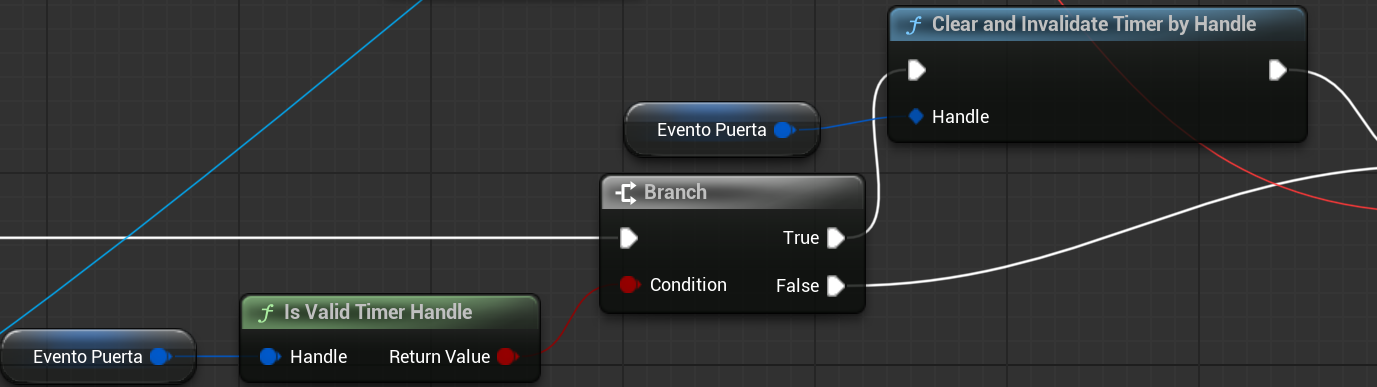 f Clear and Invalidate Timer by Handle
Handle
Evento Puerta
Branch
True
Condition
False
f Is Valid Timer Handle
Evento Puerta
Handle
Return Value